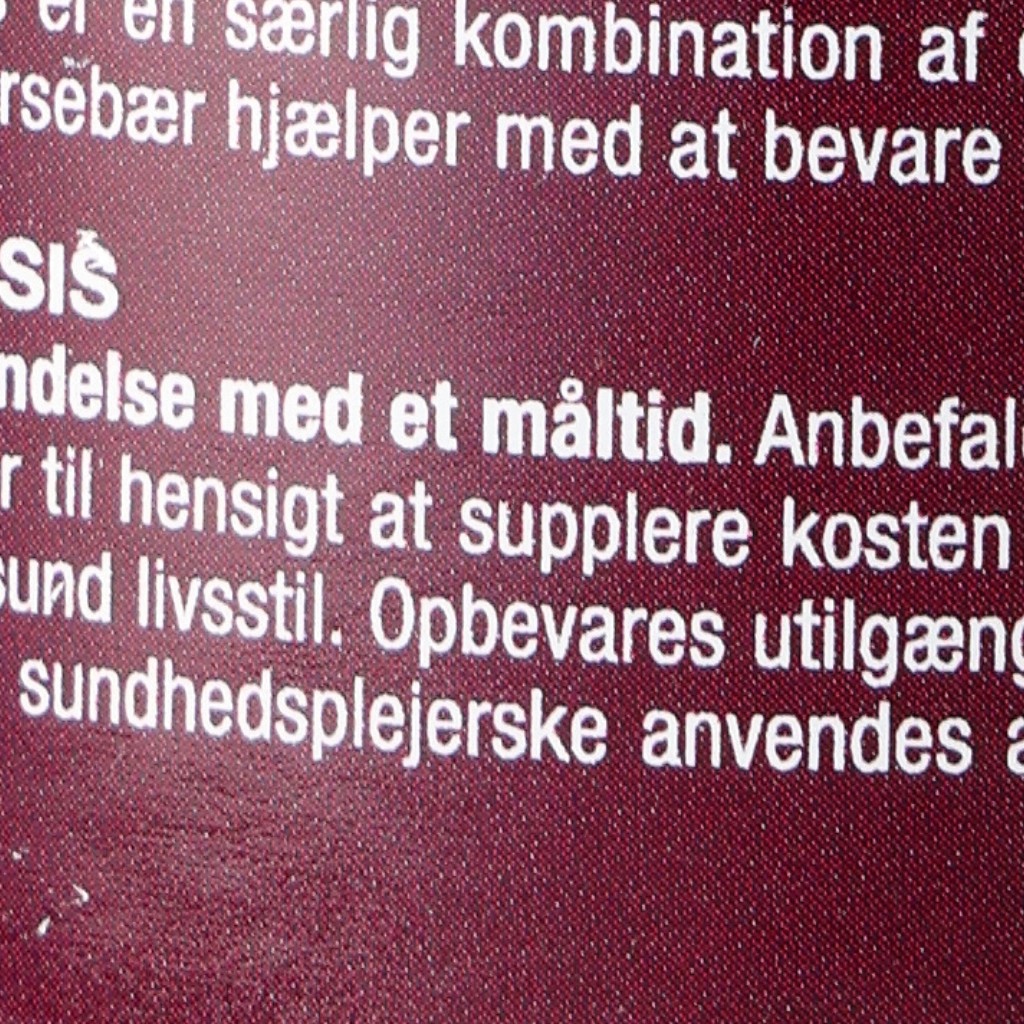 er en særlig kombination af
rsebær hjælper med at bevare
SIS
ndelse med et måltid. Anbefal
r til hensigt at supplere kosten
sund livsstil. Opbevares utilgæng
sundhedsplejerske anvendes a